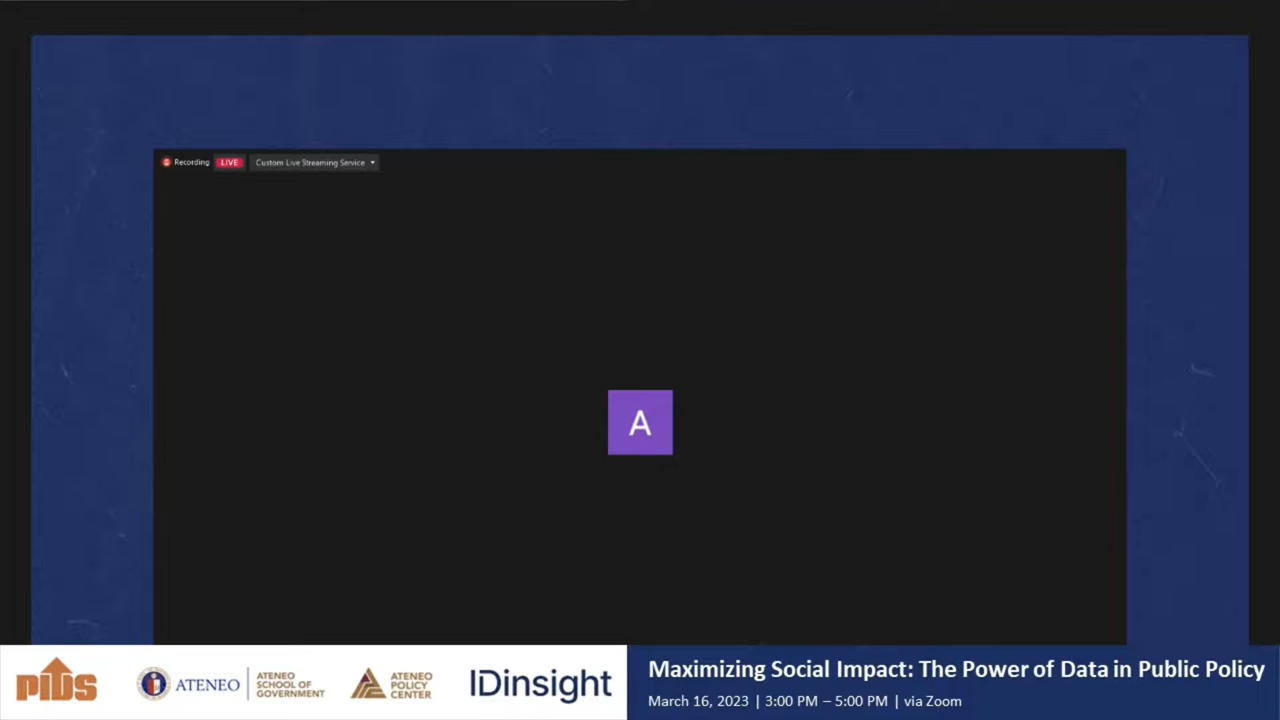 Recording LIVE Custom Live Streaming Service
A
pids
ATENEO
ATENEO
SCHOOL OF
GOVERNMENT
ATENEO
POLICY
CENTER
IDinsight
Maximizing Social Impact: The Power of Data in Public Policy
March 16, 2023 | 3:00 PM – 5:00 PM | via Zoom